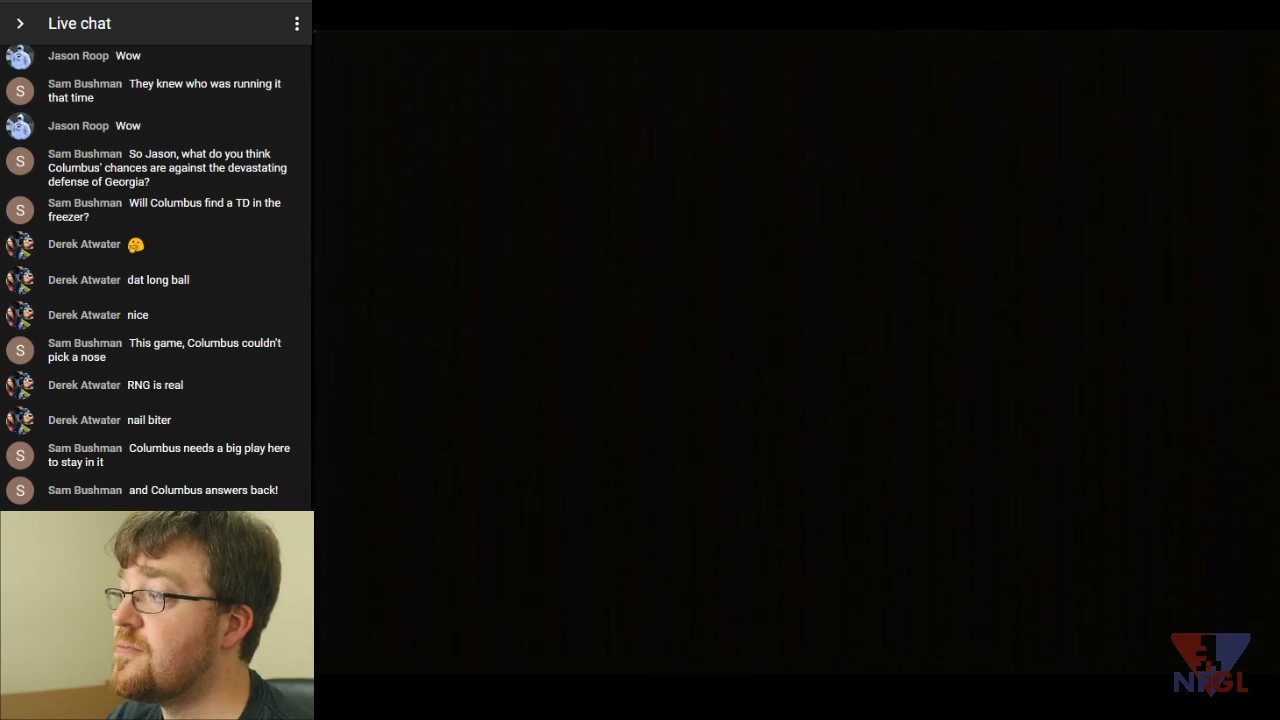 Live chat
Jason Roop Wow
Sam Bushman They knew who was running it
that time
Jason Roop Wow
Sam Bushman So Jason, what do you think
Columbus' chances are against the devastating
defense of Georgia?
Sam Bushman Will Columbus find a TD in the
freezer?
Derek Atwater 🤔
Derek Atwater dat long ball
Derek Atwater nice
Sam Bushman This game, Columbus couldn't
pick a nose
Derek Atwater RNG is real
Derek Atwater nail biter
Sam Bushman Columbus needs a big play here
to stay in it
Sam Bushman and Columbus answers back!
S
S
S
S
S
S
NFGL